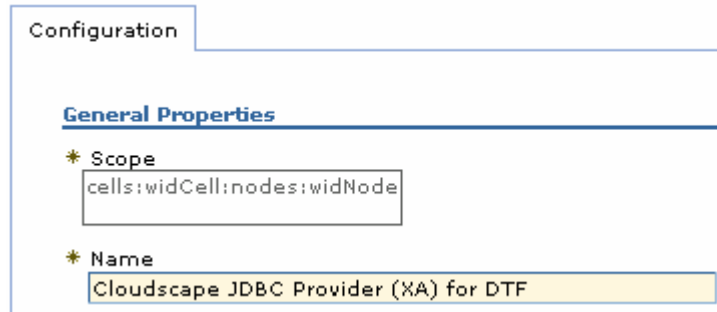 Configuration
General Properties
* Scope
cells:widCell:nodes:widNode
* Name
Cloudscape JDBC Provider (XA) for DTF